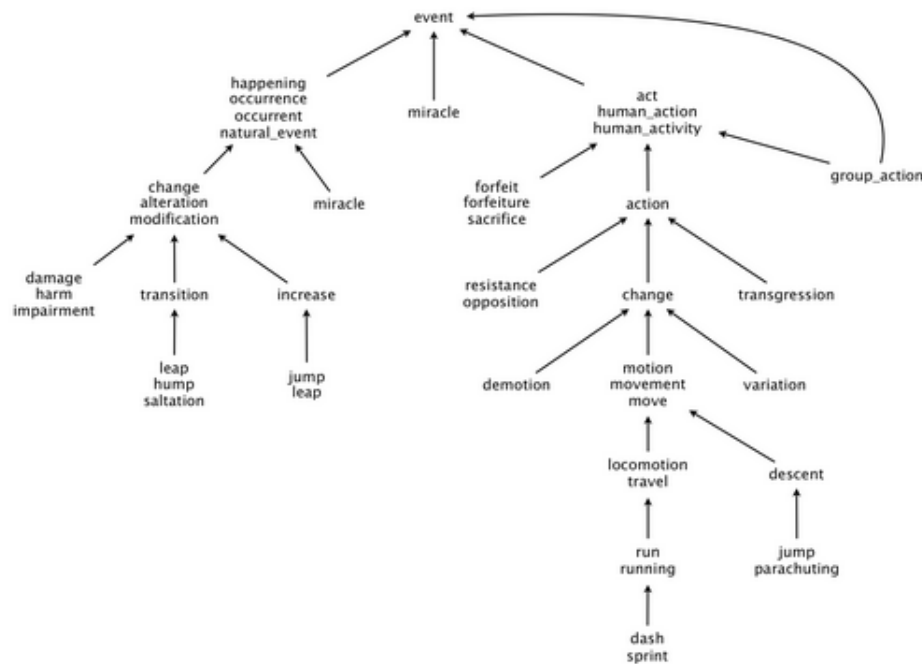 event
happening
occurrence
occurrent
natural_event
miracle
act
human_action
human_activity
group_action
change
alteration
modification
miracle
forfeit
forfeiture
sacrifice
action
damage
harm
impairment
transition
increase
resistance
opposition
change
transgression
leap
hump
saltation
jump
leap
demotion
motion
movement
move
variation
locomotion
travel
descent
run
running
jump
parachuting
dash
sprint